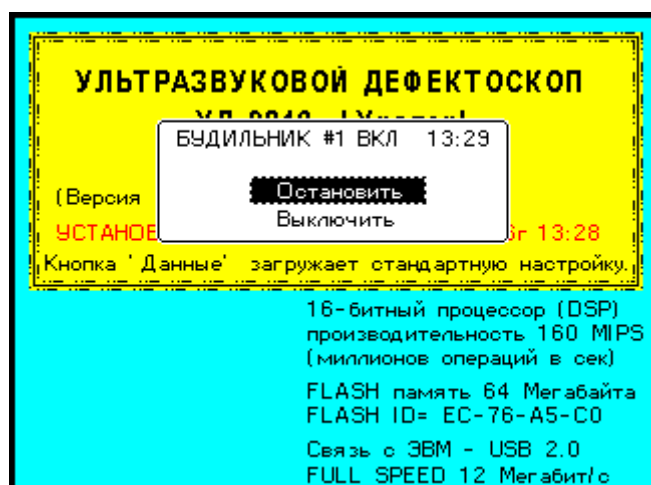 УЛЬТРАЗВУКОВОЙ ДЕФЕКТОСКОП
БУДИЛЬНИК #1 ВКЛ 13:29
Остановить
Выключить
(Версия
13:28
Кнопка 'Данные' загружает стандартную настройку.
16-битный процессор (DSP)
производительность 160 MIPS
(миллионов операций в сек)
FLASH память 64 Мегабайта
FLASH ID= EC-76-A5-C0
Связь с ЭВМ - USB 2.0
FULL SPEED 12 Мегабит/с